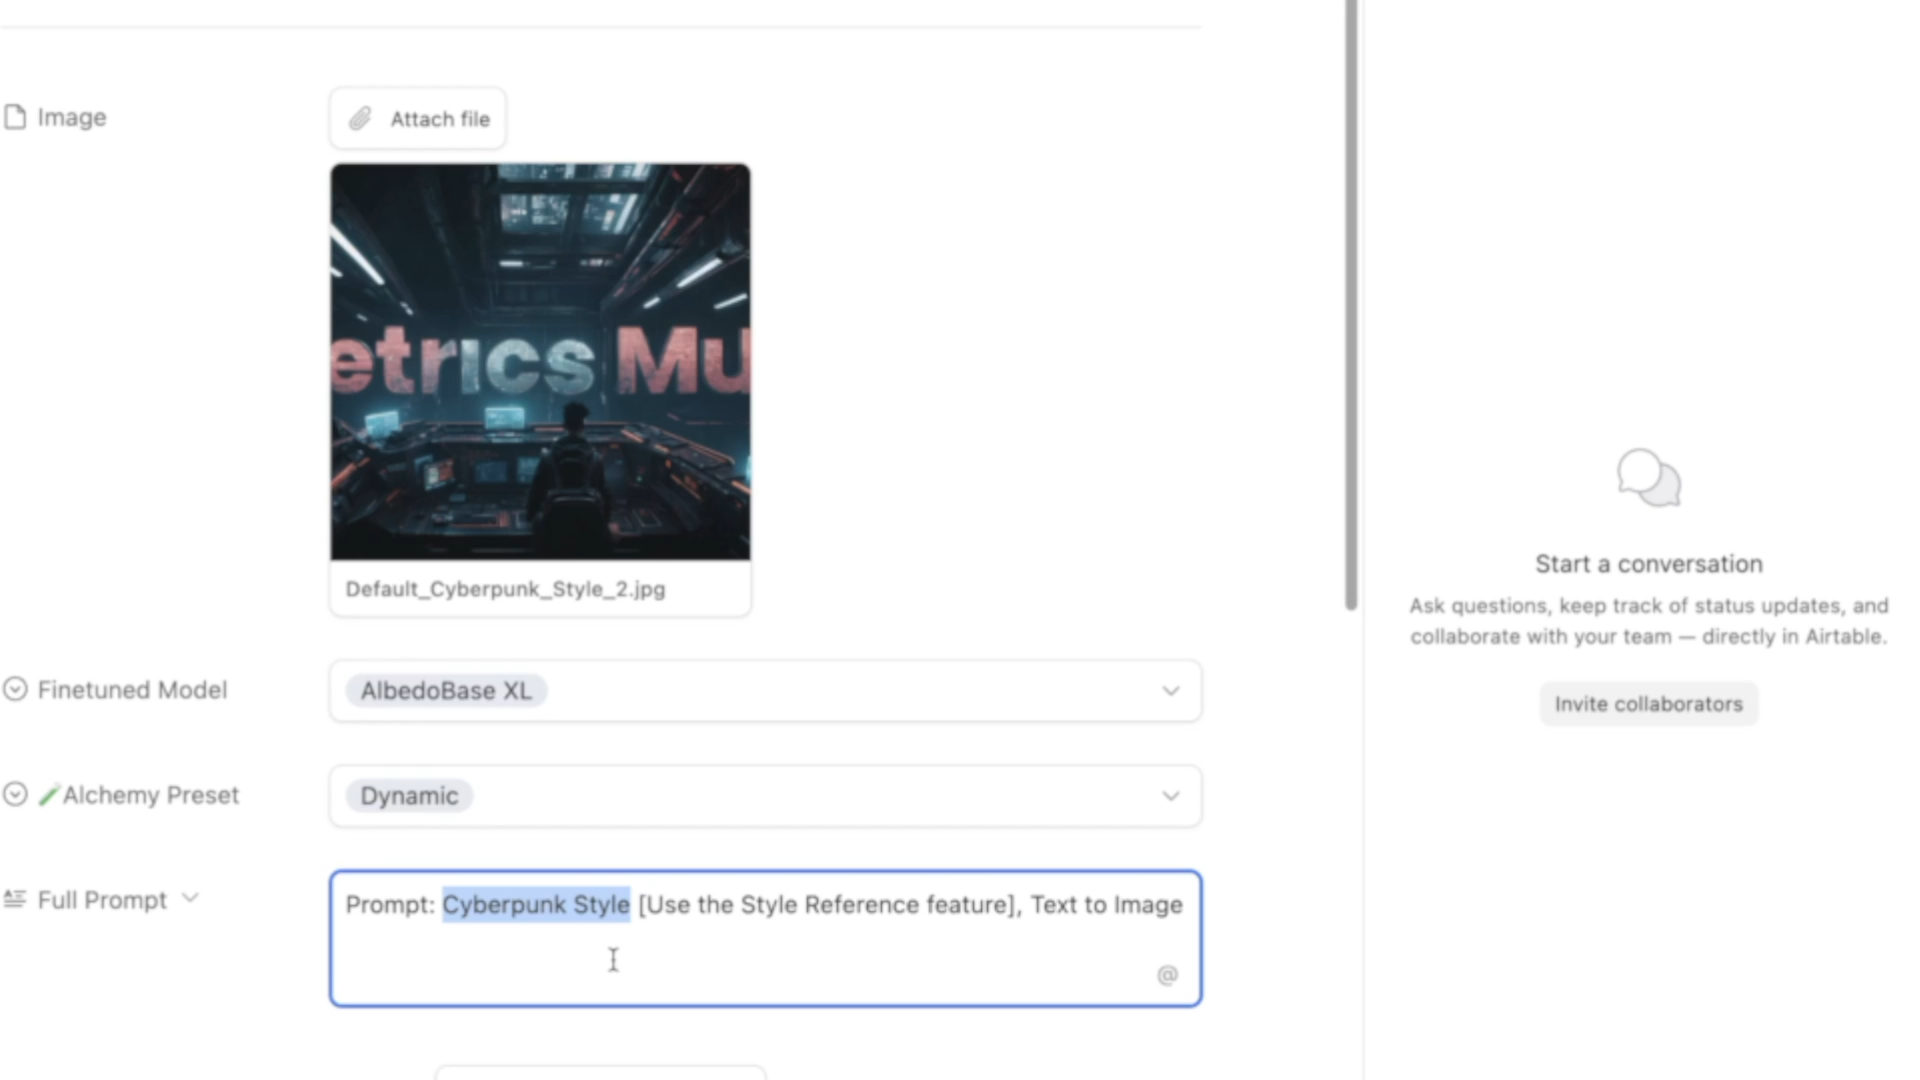 Image
Attach file
etrics Mu
Default_Cyberpunk_Style_2.jpg
Finetuned Model
AlbedoBase XL
Alchemy Preset
Dynamic
Full Prompt
Prompt: Cyberpunk Style [Use the Style Reference feature], Text to Image
@
Start a conversation
Ask questions, keep track of status updates, and
collaborate with your team — directly in Airtable.
Invite collaborators